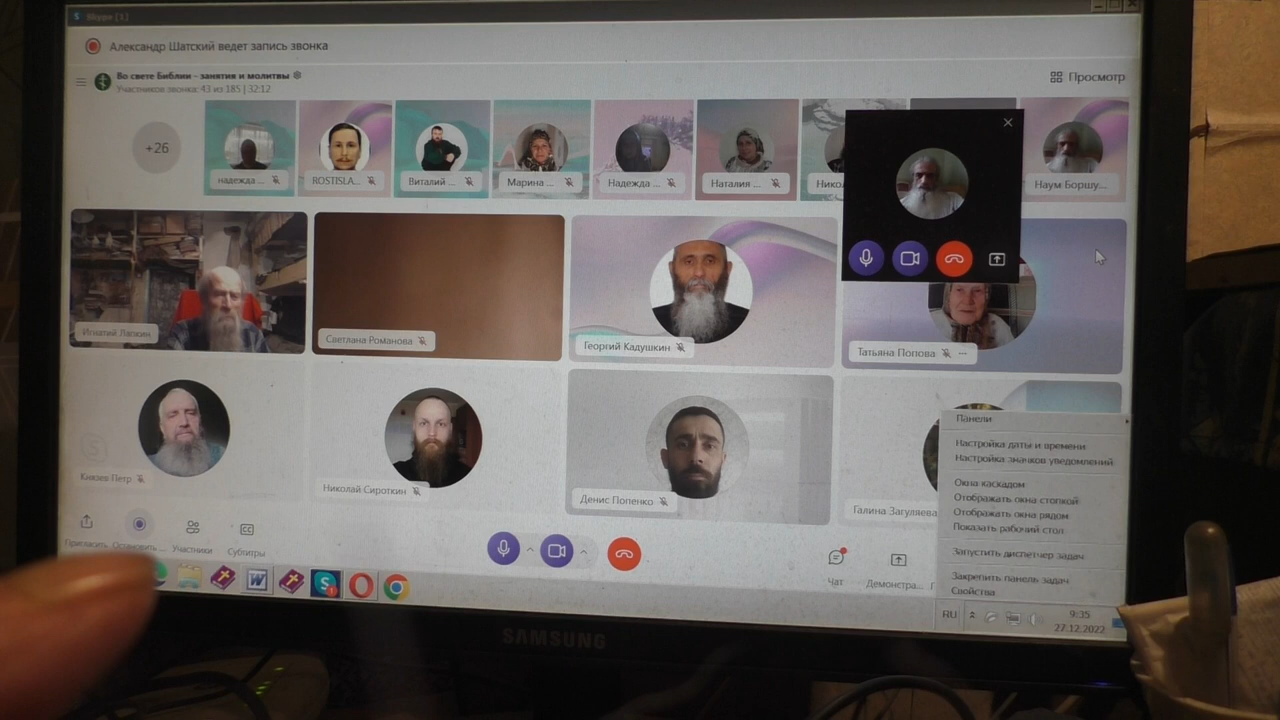 Skype [1]
Александр Шатский ведет запись звонка
Во свете Библии - занятия и молитвы
Участников звонка: 43 из 185 | 32:12
Просмотр
+26
надежда ...
ROSTISLA...
Виталий ...
Марина ...
Надежда ...
Наталия ...
Нико
Наум Боршу...
Игнатий Лапкин
Светлана Романова
Георгий Кадушкин
Татьяна Попова ...
Князев Петр
Николай Сироткин
Денис Попенко
Галина Загуляева
Панели
Настройка даты и времени
Настройка значков уведомлений
Окна каскадом
Отображать окна стопкой
Отображать окна рядом
Показать рабочий стол
Запустить диспетчер задач
Закрепить панель задач
Свойства
Пригласить
Остановить ...
Участники
Субтитры
Чат
Демонстра...
RU
9:35
27.12.2022
SAMSUNG